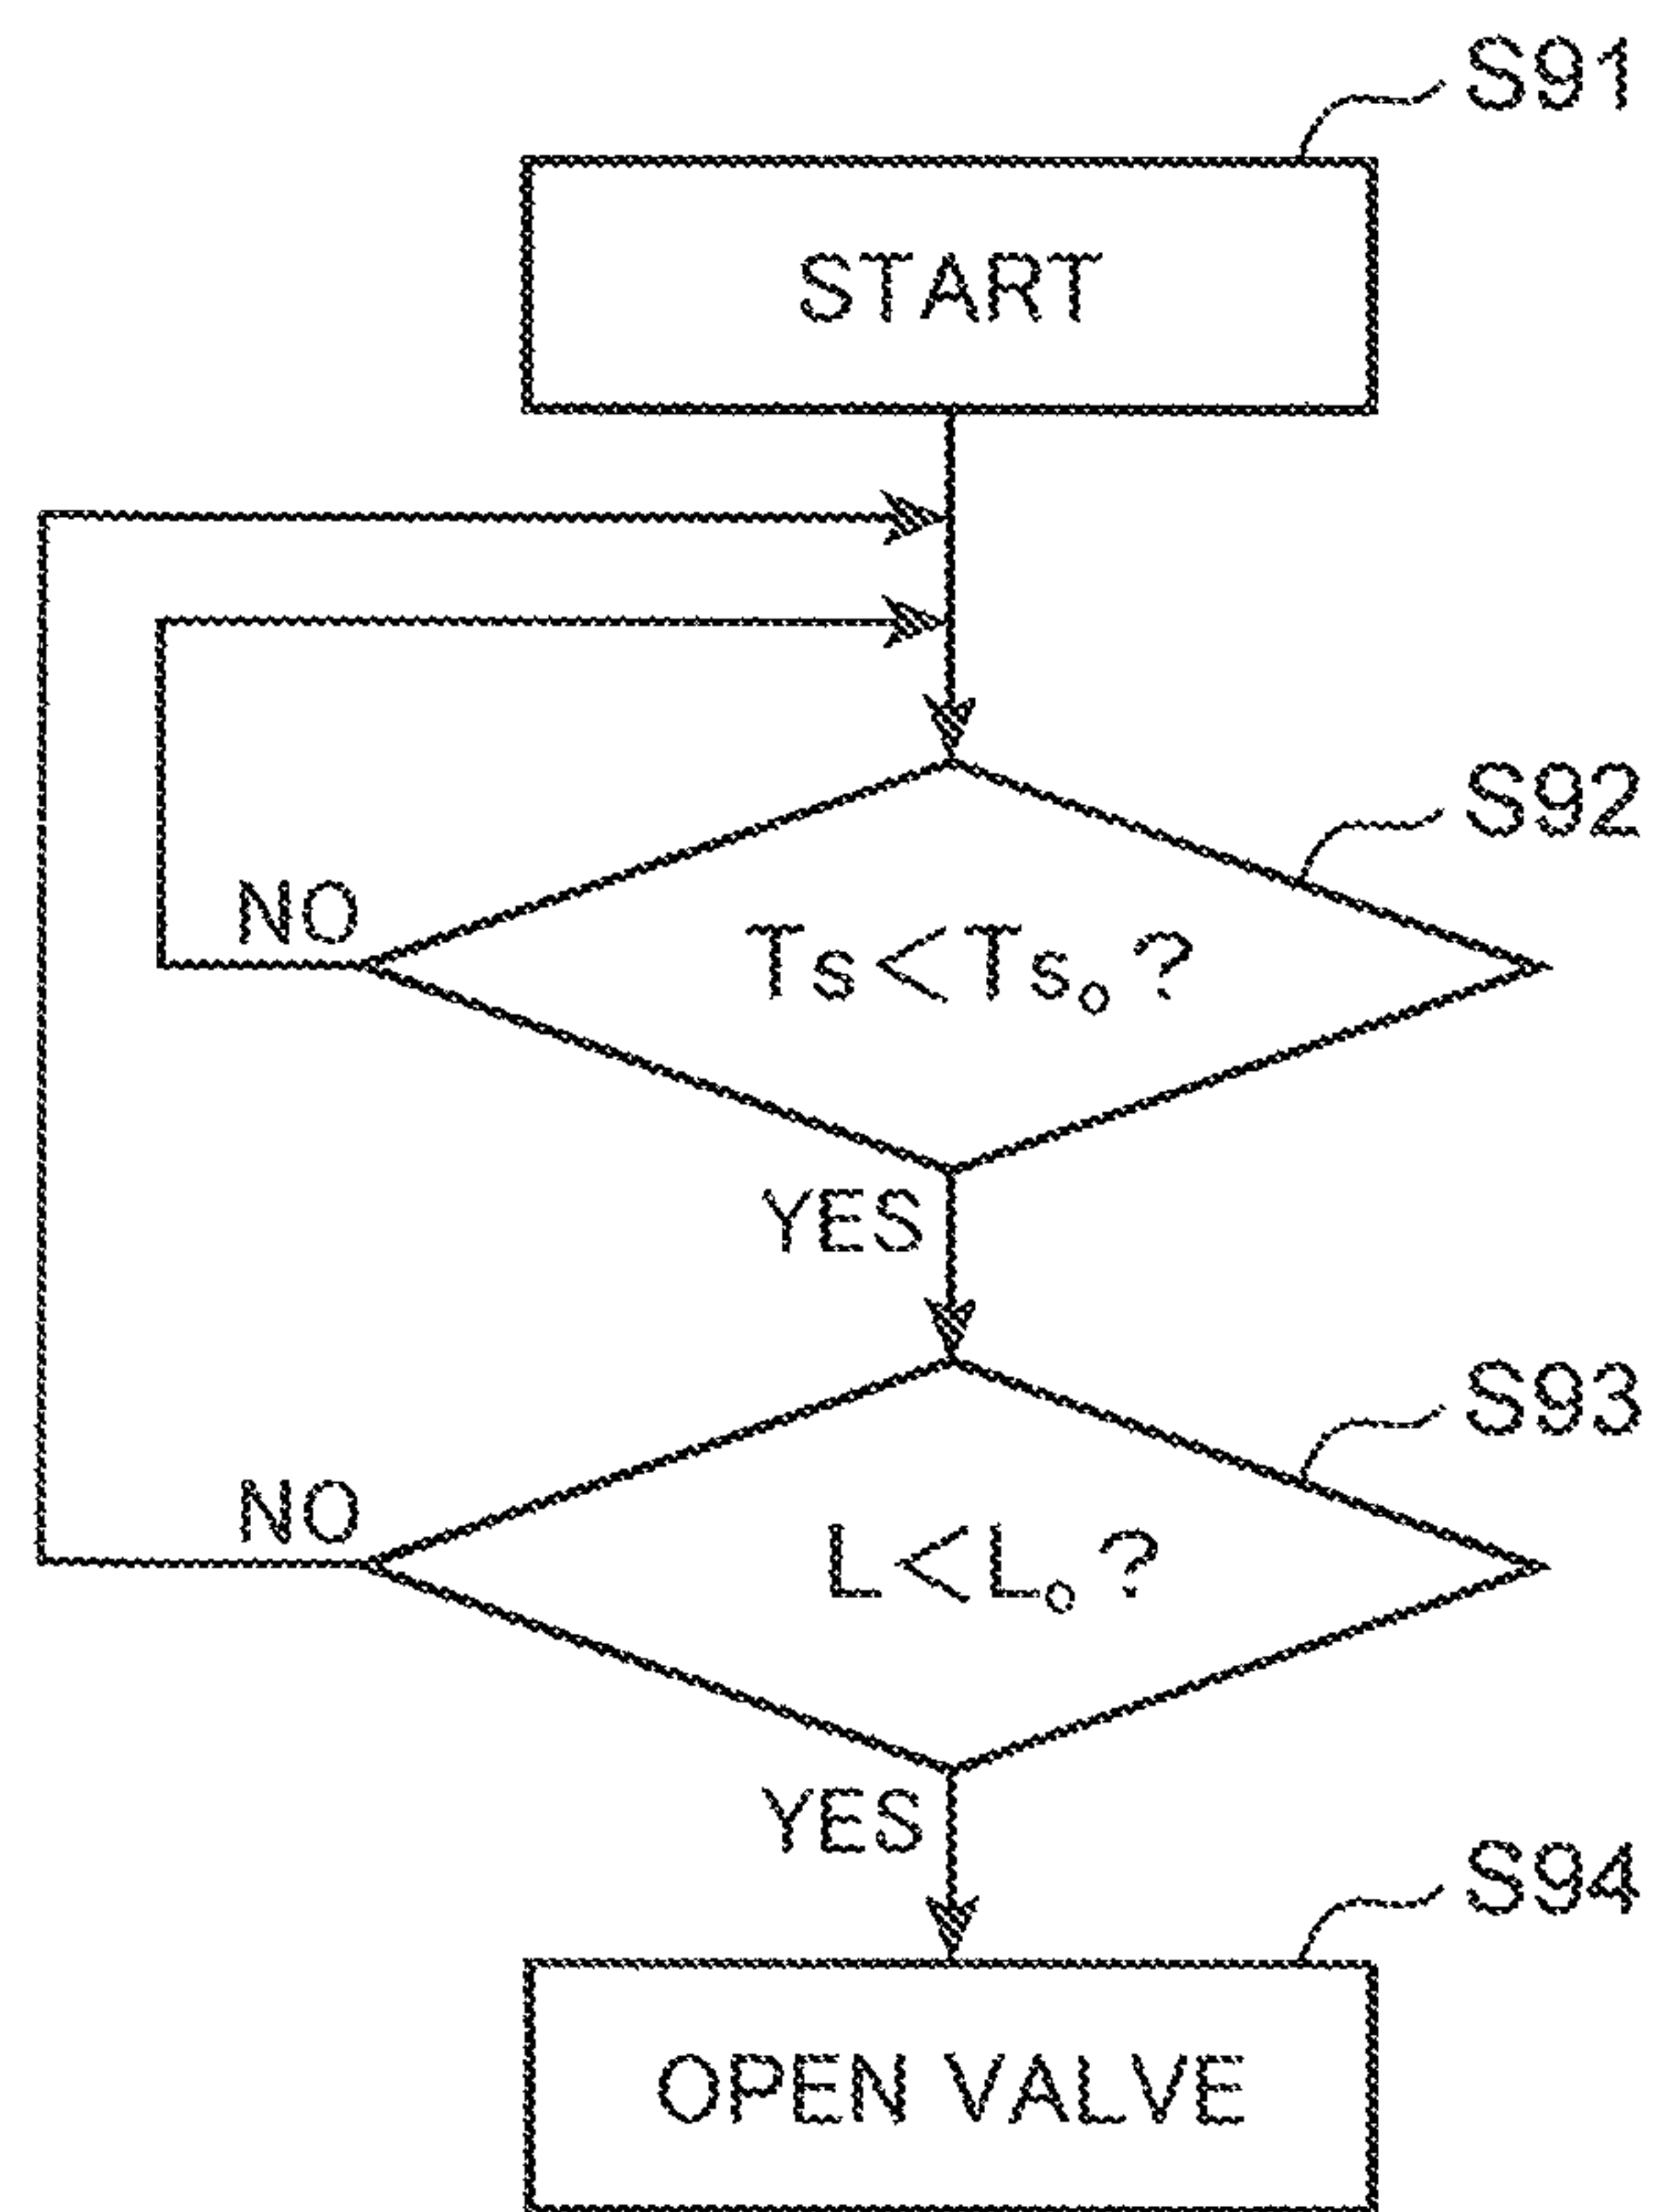 S91
START
S92
NO
Ts<Ts₀?
YES
S93
NO
L<L₀?
YES
S94
OPEN VALVE